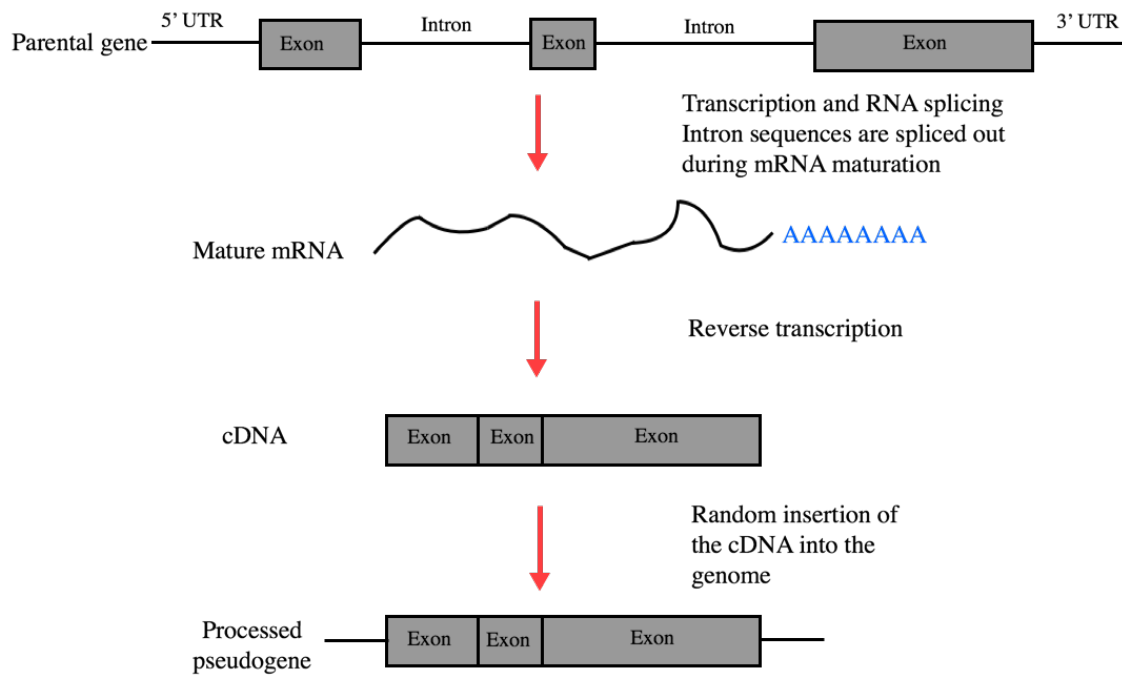 5’ UTR
Intron
Intron
3’ UTR
Parental gene
Exon
Exon
Exon
Transcription and RNA splicing
Intron sequences are spliced out
during mRNA maturation
Mature mRNA
AAAAAAAA
Reverse transcription
cDNA
Exon
Exon
Exon
Random insertion of
the cDNA into the
genome
Processed
pseudogene
Exon
Exon
Exon